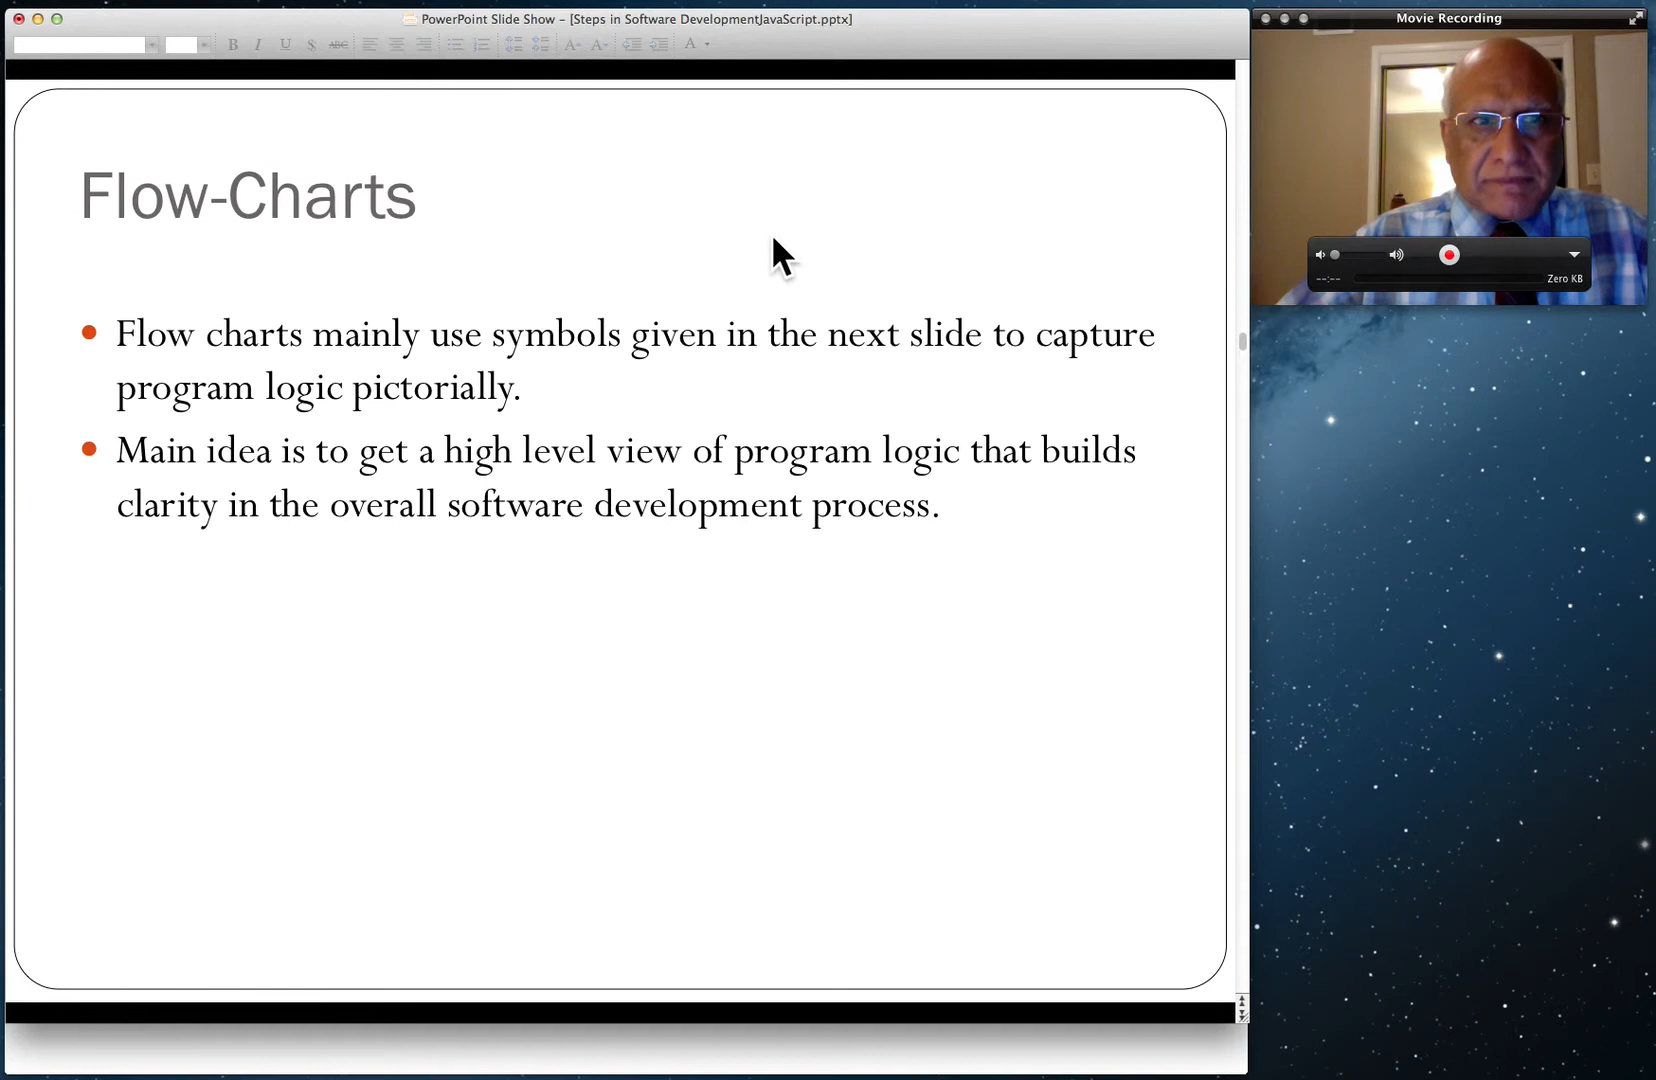 PowerPoint Slide Show – [Steps in Software DevelopmentJavaScript.pptx]
Movie Recording
B I U S ABC A A A
--:-- Zero KB
Flow-Charts
Flow charts mainly use symbols given in the next slide to capture
program logic pictorially.
Main idea is to get a high level view of program logic that builds
clarity in the overall software development process.